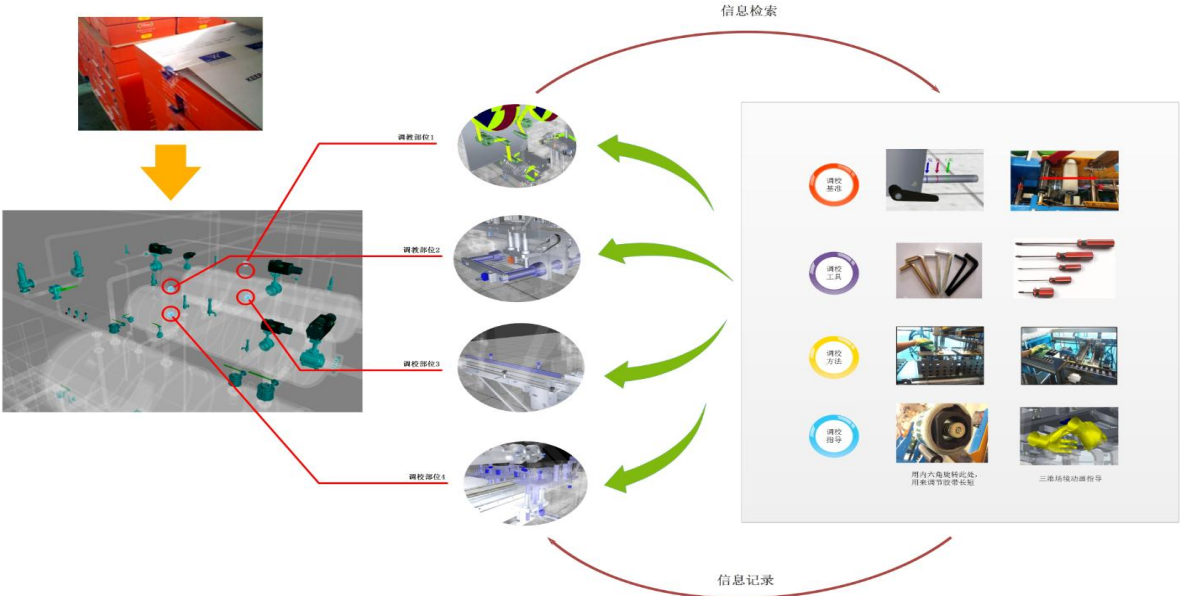 信息检索
调教部位1
调教部位2
调校部位3
调校部位4
调校
基准
调校
工具
调校
方法
调校
指导
用内六角旋转此处,
用来调节胶带长短
三维场境动画指导
信息记录
KEEP